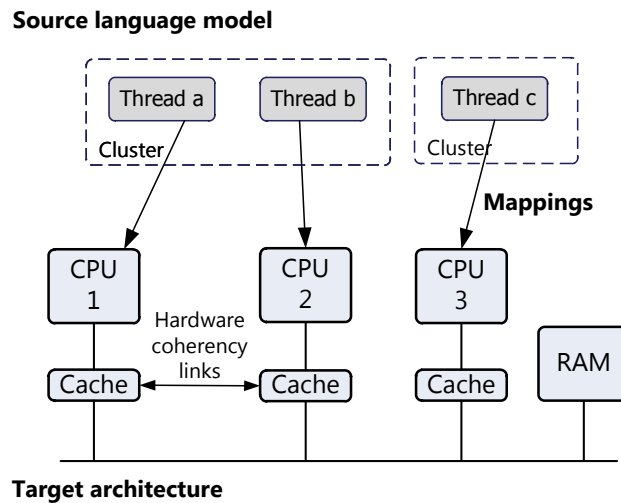 Source language model
Thread a
Thread b
Thread c
Cluster
Cluster
Mappings
CPU
1
CPU
2
CPU
3
Hardware
coherency
links
RAM
Cache
Cache
Cache
Target architecture